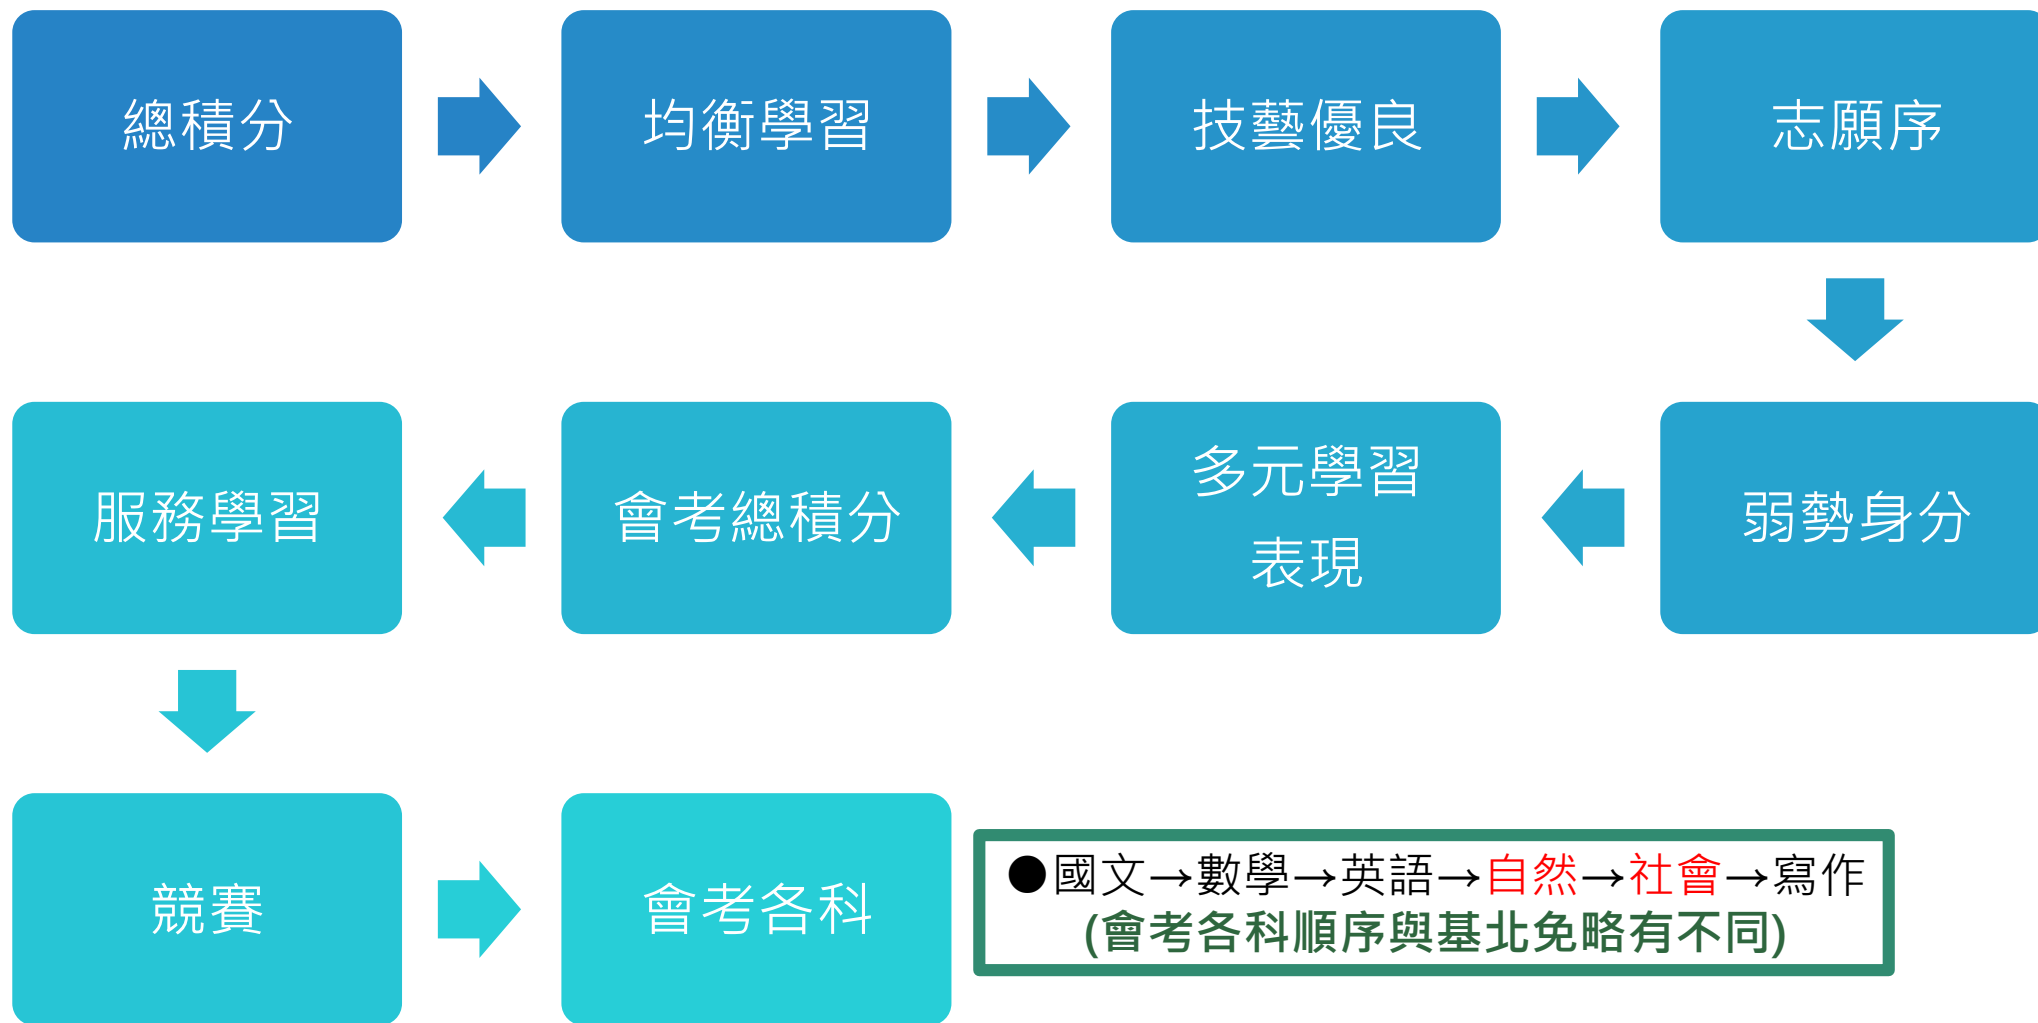 總積分
均衡學習
技藝優良
志願序
弱勢身分
多元學習
表現
會考總積分
服務學習
競賽
會考各科
●國文→數學→英語→自然→社會→寫作
(會考各科順序與基北免略有不同)